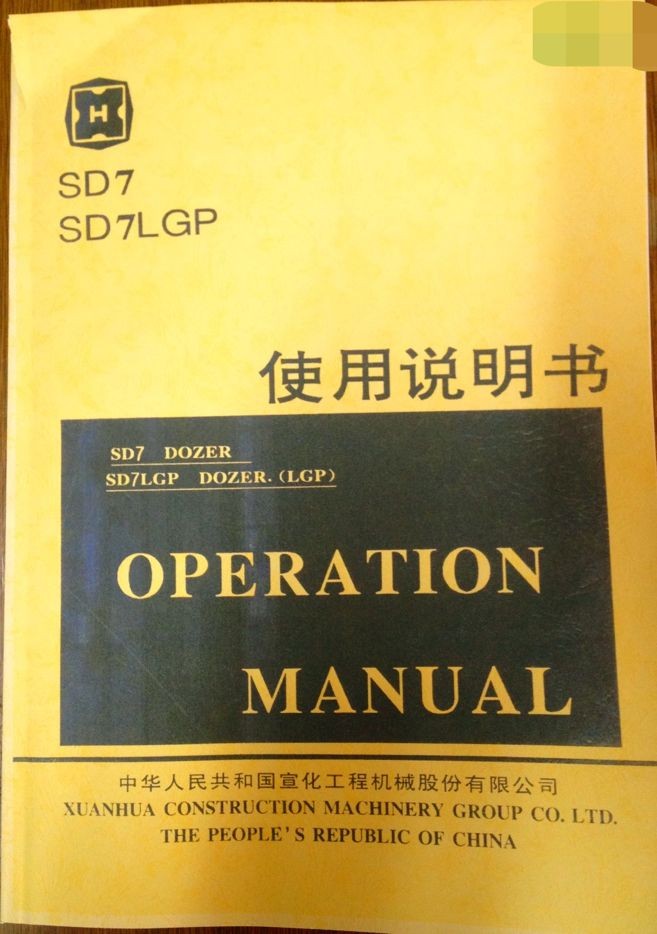 H
SD7
SD7LGP
使用说明书
SD7 DOZER
SD7LGP DOZER.(LGP)
OPERATION
MANUAL
中华人民共和国宣化工程机械股份有限公司
XUANHUA CONSTRUCTION MACHINERY GROUP CO. LTD.
THE PEOPLE'S REPUBLIC OF CHINA